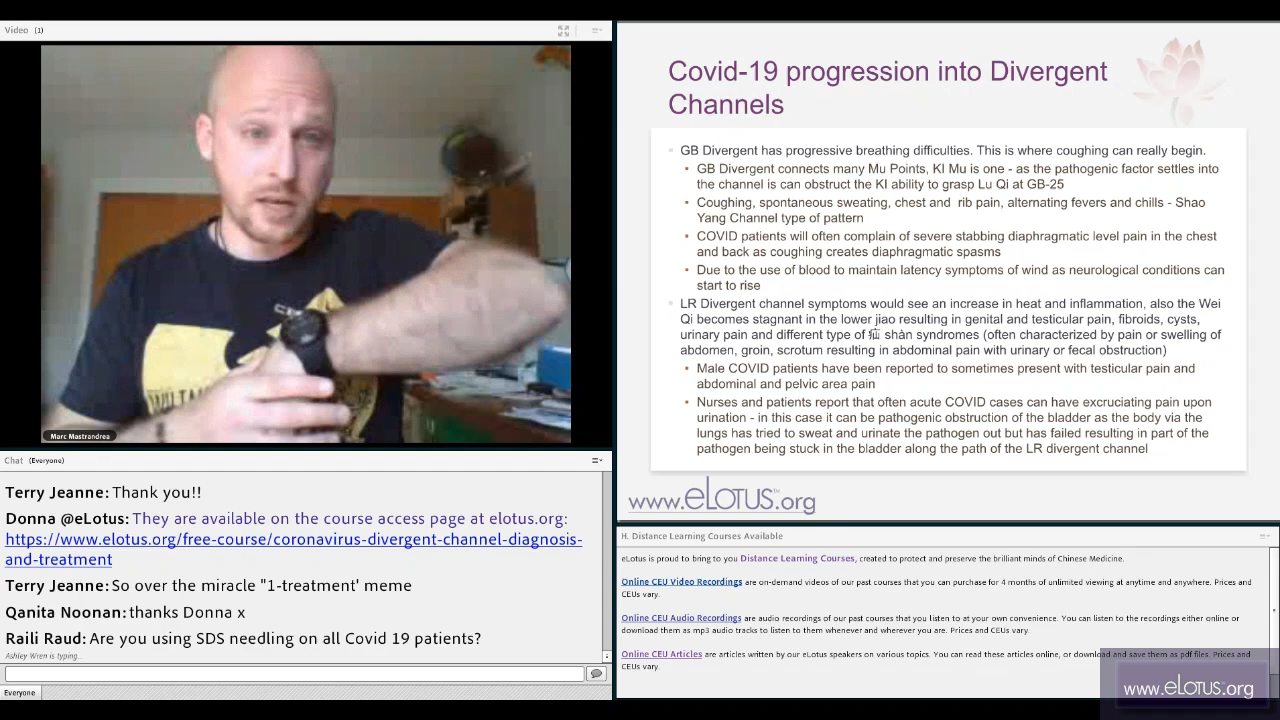 Video (1)
Marc Mastrandrea
Chat (Everyone)
Terry Jeanne: Thank you!!
Donna @eLotus: They are available on the course access page at elotus.org:
https://www.elotus.org/free-course/coronavirus-divergent-channel-diagnosis-
and-treatment
Terry Jeanne: So over the miracle "1-treatment' meme
Qanita Noonan: thanks Donna x
Raili Raud: Are you using SDS needling on all Covid 19 patients?
Ashley Wren is typing...
Everyone
Covid-19 progression into Divergent
Channels
GB Divergent has progressive breathing difficulties. This is where coughing can really begin.
GB Divergent connects many Mu Points, KI Mu is one - as the pathogenic factor settles into
the channel is can obstruct the KI ability to grasp Lu Qi at GB-25
Coughing, spontaneous sweating, chest and rib pain, alternating fevers and chills - Shao
Yang Channel type of pattern
COVID patients will often complain of severe stabbing diaphragmatic level pain in the chest
and back as coughing creates diaphragmatic spasms
Due to the use of blood to maintain latency symptoms of wind as neurological conditions can
start to rise
LR Divergent channel symptoms would see an increase in heat and inflammation, also the Wei
Qi becomes stagnant in the lower jiao resulting in genital and testicular pain, fibroids, cysts,
urinary pain and different type of shàn syndromes (often characterized by pain or swelling of
abdomen, groin, scrotum resulting in abdominal pain with urinary or fecal obstruction)
Male COVID patients have been reported to sometimes present with testicular pain and
abdominal and pelvic area pain
Nurses and patients report that often acute COVID cases can have excruciating pain upon
urination - in this case it can be pathogenic obstruction of the bladder as the body via the
lungs has tried to sweat and urinate the pathogen out but has failed resulting in part of the
pathogen being stuck in the bladder along the path of the LR divergent channel
www.eLOTUS.org
H. Distance Learning Courses Available
eLotus is proud to bring to you Distance Learning Courses, created to protect and preserve the brilliant minds of Chinese Medicine.
Online CEU Video Recordings are on-demand videos of our past courses that you can purchase for 4 months of unlimited viewing at anytime and anywhere. Prices and
CEUs vary.
Online CEU Audio Recordings are audio recordings of our past courses that you listen to at your own convenience. You can listen to the recordings either online or
download them as mp3 audio tracks to listen to them whenever and wherever you are. Prices and CEUs vary.
Online CEU Articles are articles written by our eLotus speakers on various topics. You can read these articles online, or download and save them as pdf files. Prices and
CEUs vary.
www.eLOTUS.org